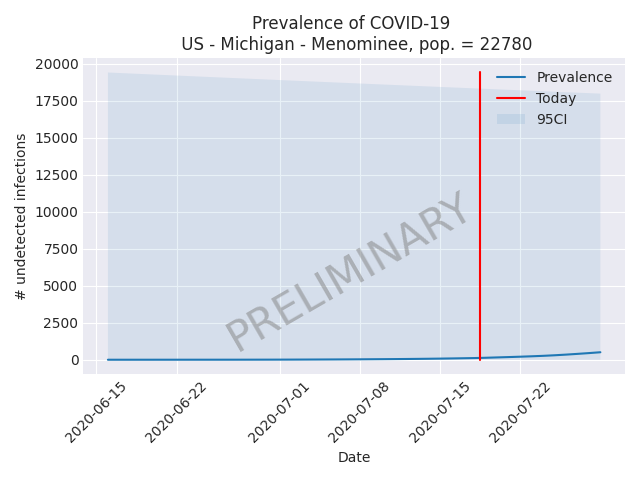 Prevalence of COVID-19
US - Michigan - Menominee, pop. = 22780
# undetected infections
20000
17500
15000
12500
10000
7500
5000
2500
0
Prevalence
Today
95CI
PRELIMINARY
2020-06-15
2020-06-22
2020-07-01
2020-07-08
2020-07-15
2020-07-22
Date